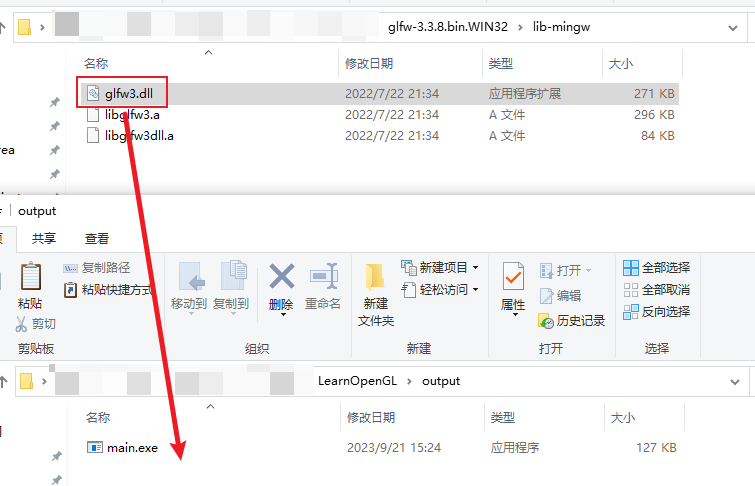 glfw-3.3.8.bin.WIN32 › lib-mingw
名称 修改日期 类型 大小
glfw3.dll 2022/7/22 21:34 应用程序扩展 271 KB
libglfw3.a 2022/7/22 21:34 A 文件 296 KB
rea
libglfw3dll.a 2022/7/22 21:34 A 文件 84 KB
output
共享 查看
复制路径 新建项目 打开 全部选择
粘贴快捷方式 轻松访问 编辑 全部取消
粘贴 移动到 复制到 删除 重命名 新建 属性 反向选择
剪切 文件夹 历史记录
剪贴板 组织 新建 打开 选择
LearnOpenGL › output
名称 修改日期 类型 大小
main.exe 2023/9/21 15:24 应用程序 127 KB